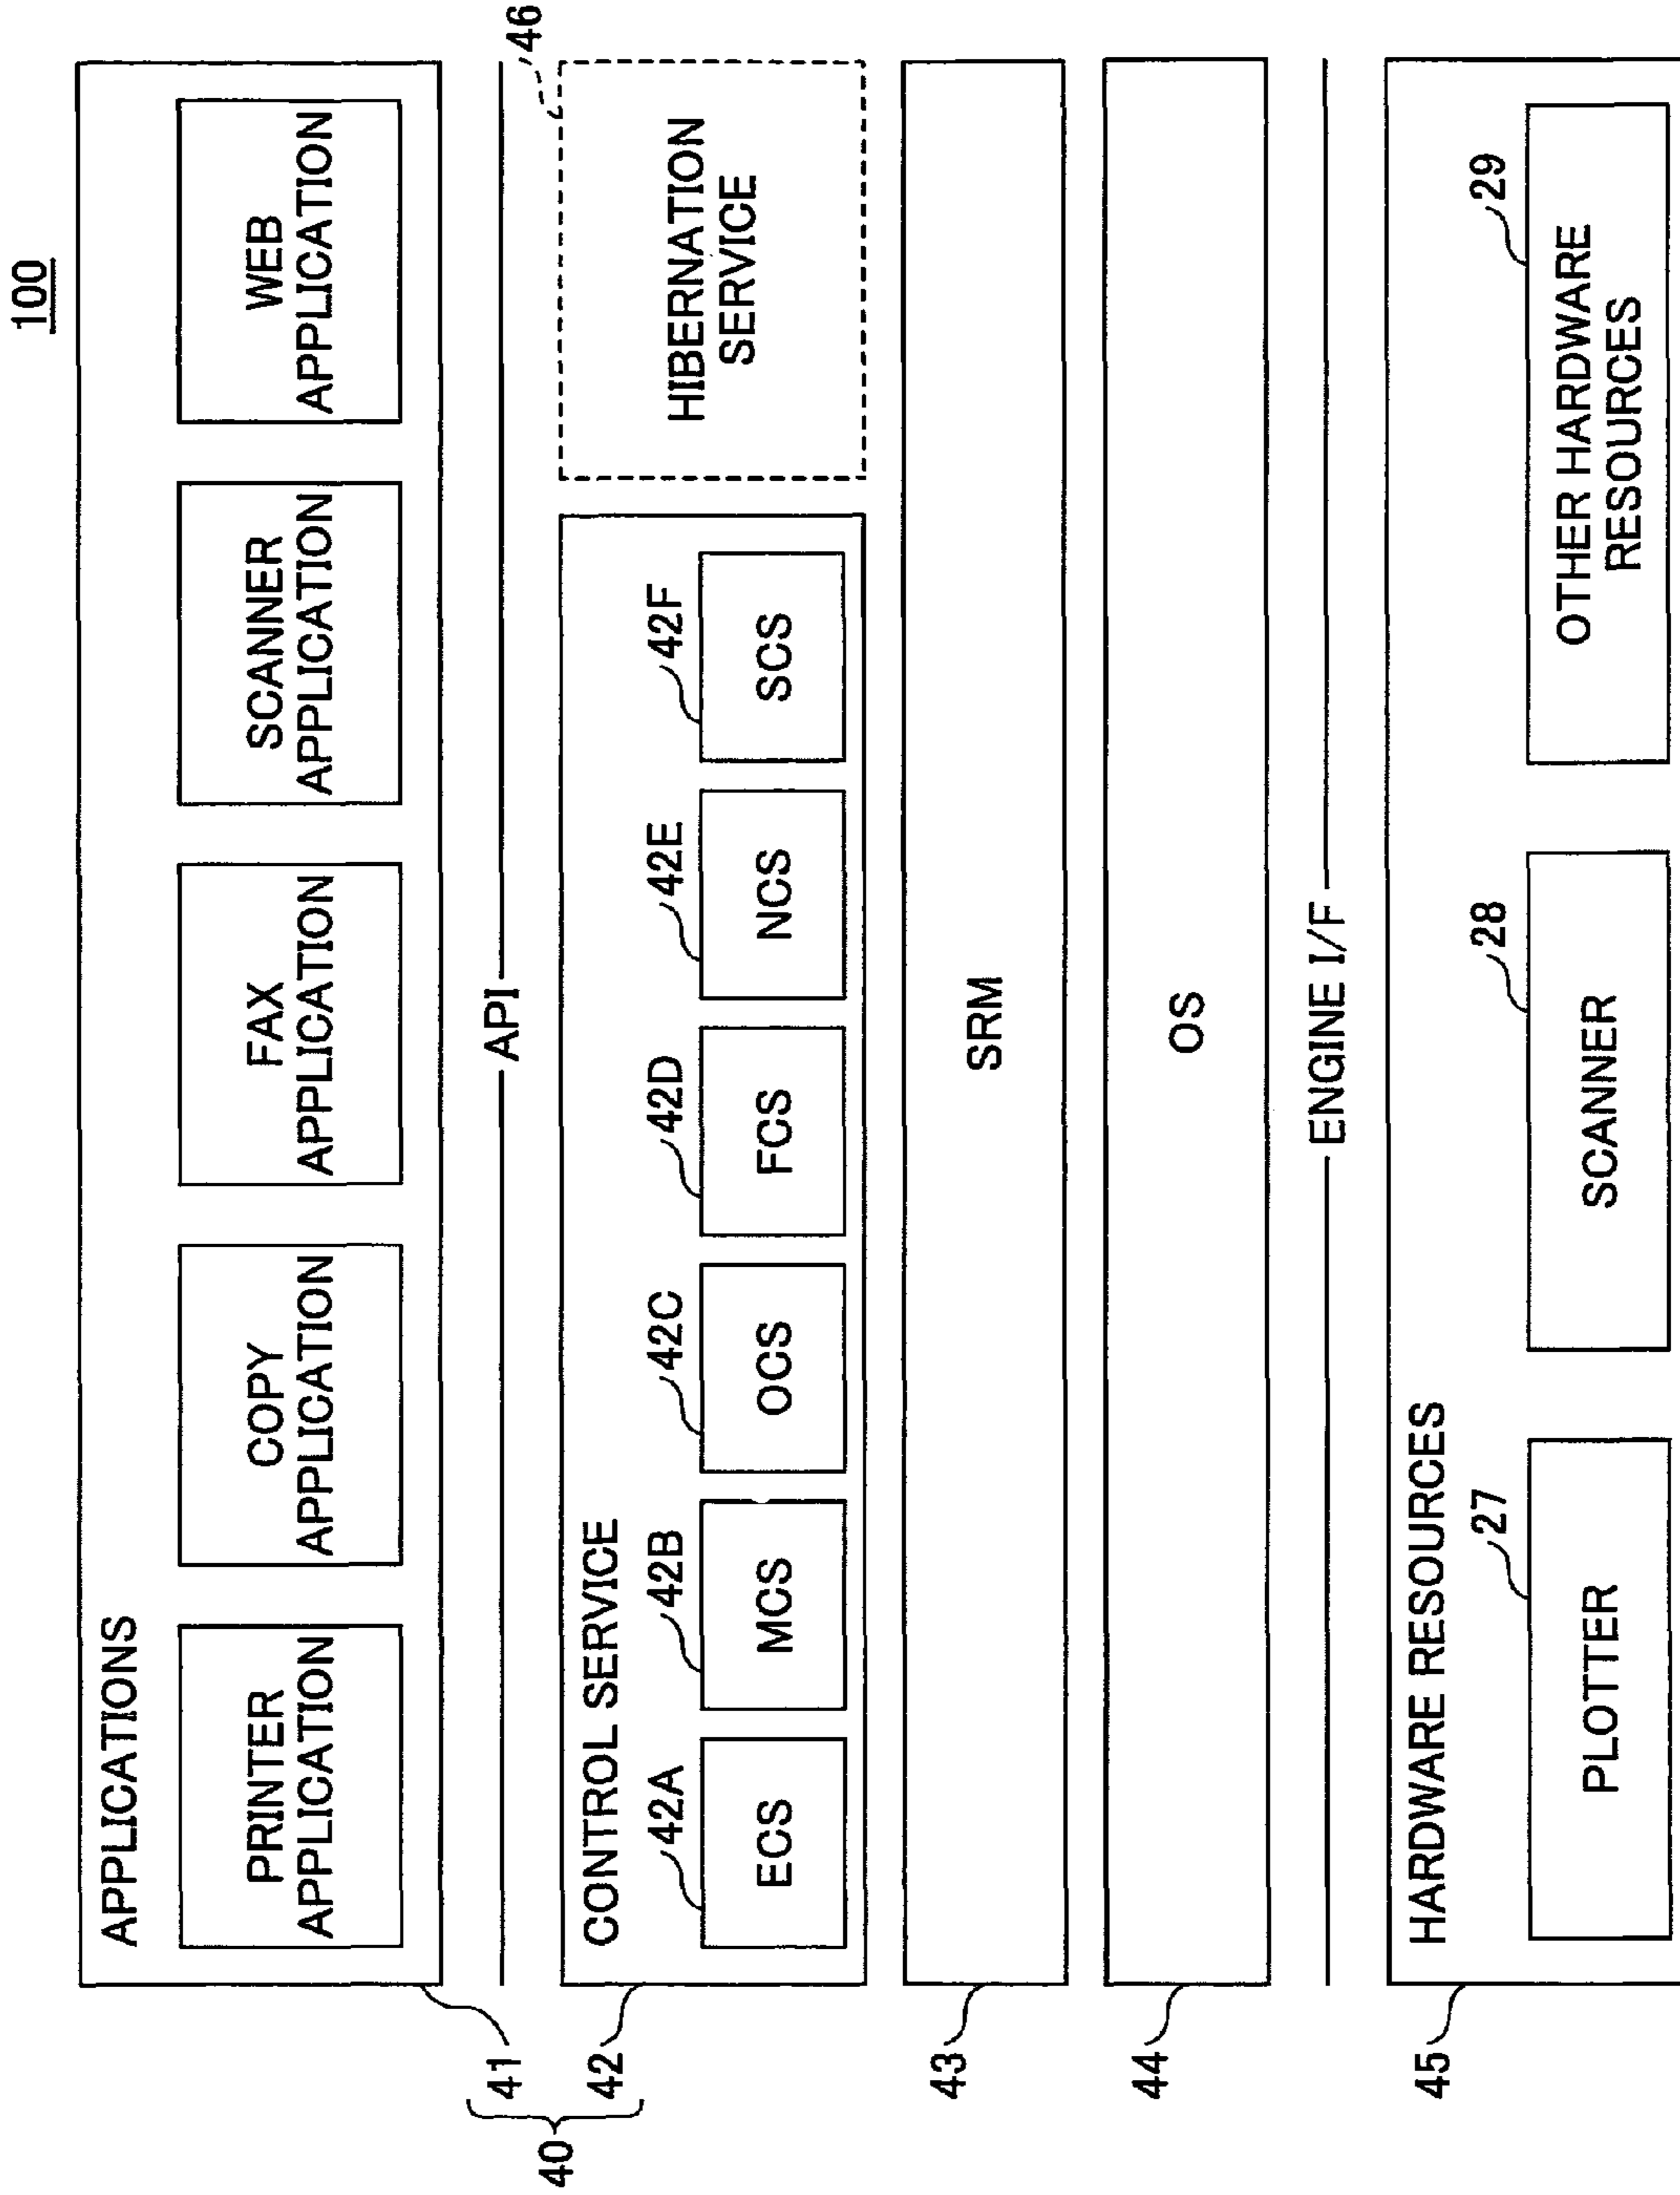 100
APPLICATIONS
PRINTER
APPLICATION
COPY
APPLICATION
FAX
APPLICATION
SCANNER
APPLICATION
WEB
APPLICATION
41
API
40
42
CONTROL SERVICE
42A
ECS
42B
MCS
42C
OCS
42D
FCS
42E
NCS
42F
SCS
46
HIBERNATION
SERVICE
43
SRM
44
OS
ENGINE I/F
45
HARDWARE RESOURCES
27
PLOTTER
28
SCANNER
29
OTHER HARDWARE
RESOURCES